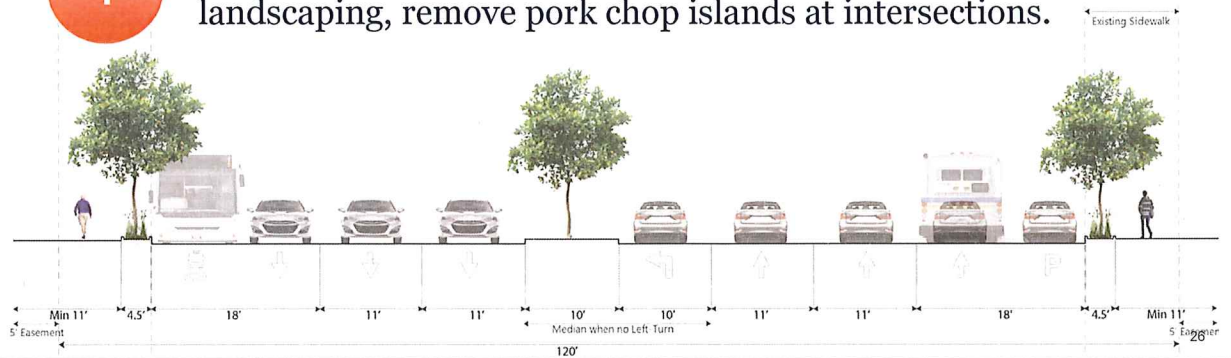 landscaping, remove pork chop islands at intersections.
Existing Sidewalk
P
Min 11' 4.5' 18' 11' 11' 10' 10' 11' 11' 18' 4.5' Min 11'
5' Easement Median when no Left Turn 5'
26
120'